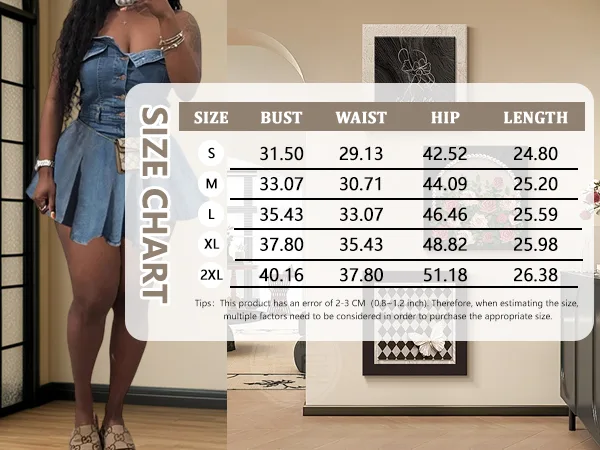 SIZE CHART
SIZE BUST WAIST HIP LENGTH
S 31.50 29.13 42.52 24.80
M 33.07 30.71 44.09 25.20
L 35.43 33.07 46.46 25.59
XL 37.80 35.43 48.82 25.98
2XL 40.16 37.80 51.18 26.38
Tips: This product has an error of 2-3 CM (0.8-1.2 inch). Therefore, when estimating the size,
multiple factors need to be considered in order to purchase the appropriate size.